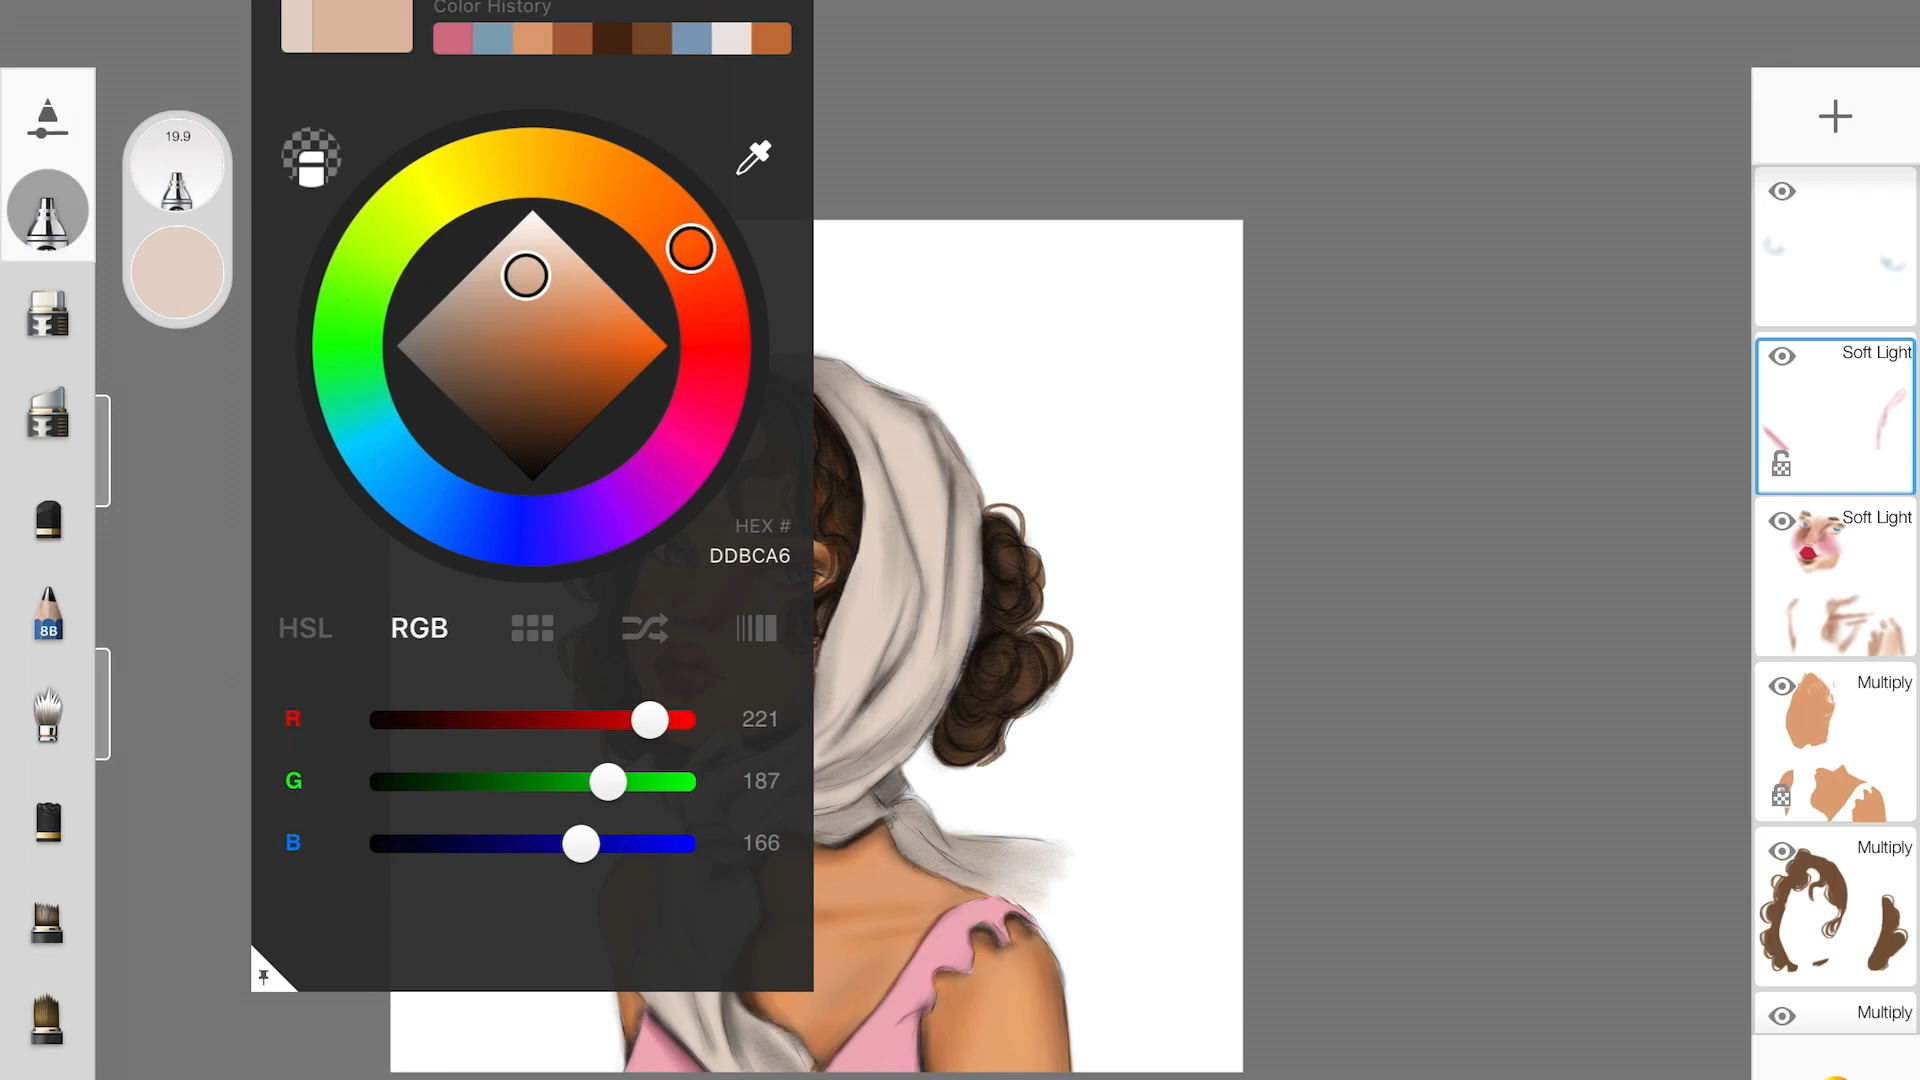 Color History
19.9
Soft Light
Soft Light
HEX #
DDBCA6
HSL RGB
8B
Multiply
R 221
G 187
B 166
Multiply
Multiply